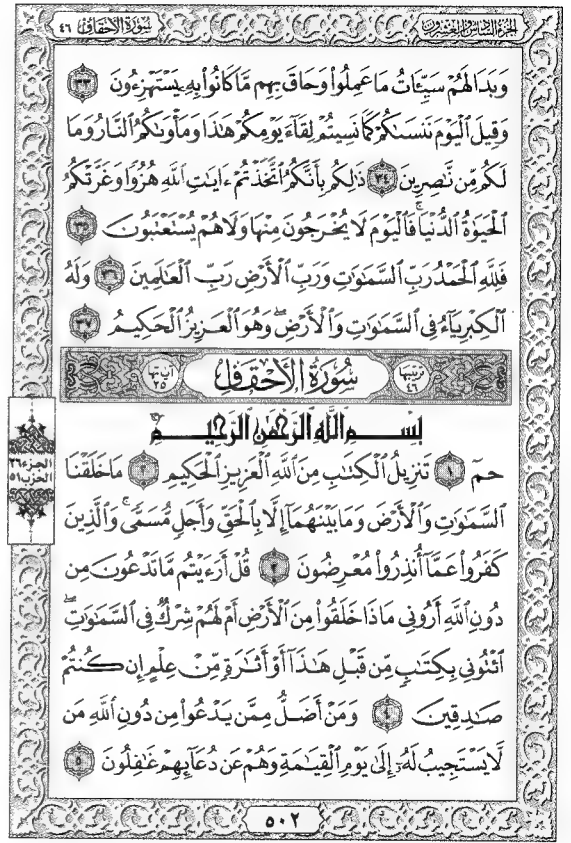 الجزء السادس والعشرون
سورة الأحقاف ٤٦
وَبَدَا لَهُمْ سَيِّـَٔاتُ مَا عَمِلُوا۟ وَحَاقَ بِهِم مَّا كَانُوا۟ بِهِۦ يَسْتَهْزِءُونَ ٣٣
وَقِيلَ ٱلْيَوْمَ نَنسَىٰكُمْ كَمَا نَسِيتُمْ لِقَآءَ يَوْمِكُمْ هَـٰذَا وَمَأْوَىٰكُمُ ٱلنَّارُ وَمَا
لَكُم مِّن نَّـٰصِرِينَ ٣٤ ذَٰلِكُم بِأَنَّكُمُ ٱتَّخَذْتُمْ ءَايَـٰتِ ٱللَّهِ هُزُوًا وَغَرَّتْكُمُ
ٱلْحَيَوٰةُ ٱلدُّنْيَا ۚ فَٱلْيَوْمَ لَا يُخْرَجُونَ مِنْهَا وَلَا هُمْ يُسْتَعْتَبُونَ ٣٥
فَلِلَّهِ ٱلْحَمْدُ رَبِّ ٱلسَّمَـٰوَٰتِ وَرَبِّ ٱلْأَرْضِ رَبِّ ٱلْعَـٰلَمِينَ ٣٦ وَلَهُ
ٱلْكِبْرِيَآءُ فِى ٱلسَّمَـٰوَٰتِ وَٱلْأَرْضِ ۖ وَهُوَ ٱلْعَزِيزُ ٱلْحَكِيمُ ٣٧
ترتيبها ٤٦ سُورَةُ الأَحْقَافِ آياتها ٣٥
بِسْمِ ٱللَّهِ ٱلرَّحْمَـٰنِ ٱلرَّحِيمِ
حمٓ ١ تَنزِيلُ ٱلْكِتَـٰبِ مِنَ ٱللَّهِ ٱلْعَزِيزِ ٱلْحَكِيمِ ٢ مَا خَلَقْنَا
ٱلسَّمَـٰوَٰتِ وَٱلْأَرْضَ وَمَا بَيْنَهُمَآ إِلَّا بِٱلْحَقِّ وَأَجَلٍ مُّسَمًّى ۚ وَٱلَّذِينَ
كَفَرُوا۟ عَمَّآ أُنذِرُوا۟ مُعْرِضُونَ ٣ قُلْ أَرَءَيْتُم مَّا تَدْعُونَ مِن
دُونِ ٱللَّهِ أَرُونِى مَاذَا خَلَقُوا۟ مِنَ ٱلْأَرْضِ أَمْ لَهُمْ شِرْكٌ فِى ٱلسَّمَـٰوَٰتِ ۖ
ٱئْتُونِى بِكِتَـٰبٍ مِّن قَبْلِ هَـٰذَآ أَوْ أَثَـٰرَةٍ مِّنْ عِلْمٍ إِن كُنتُمْ
صَـٰدِقِينَ ٤ وَمَنْ أَضَلُّ مِمَّن يَدْعُوا۟ مِن دُونِ ٱللَّهِ مَن
لَّا يَسْتَجِيبُ لَهُۥٓ إِلَىٰ يَوْمِ ٱلْقِيَـٰمَةِ وَهُمْ عَن دُعَآئِهِمْ غَـٰفِلُونَ ٥
الجزء ٢٦
الحزب ٥١
٥٠٢